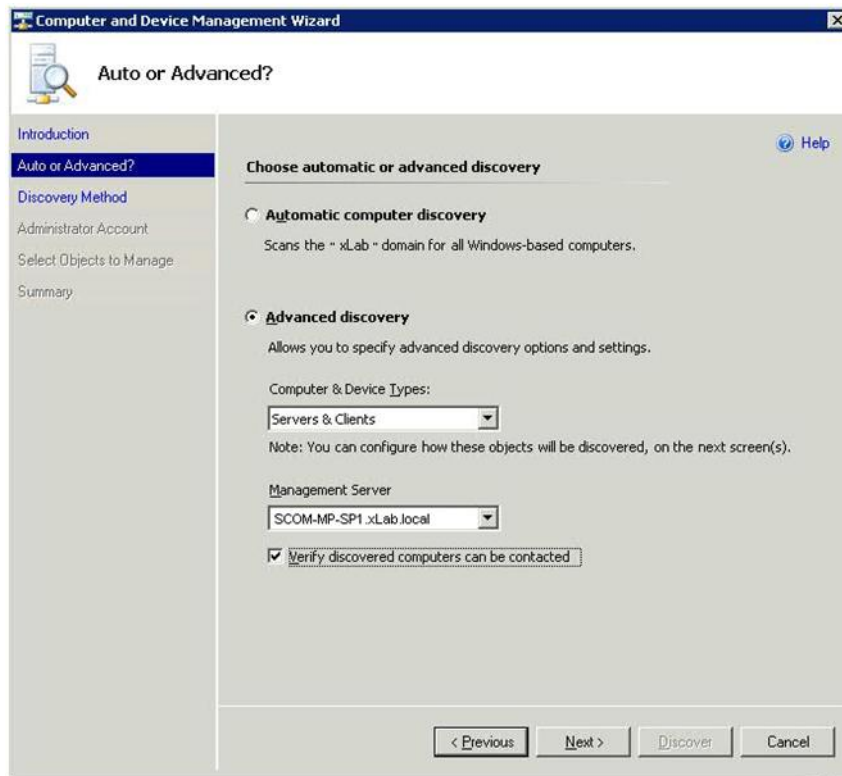 Computer and Device Management Wizard
Auto or Advanced?
Introduction
Auto or Advanced?
Discovery Method
Administrator Account
Select Objects to Manage
Summary
Help
Choose automatic or advanced discovery
Automatic computer discovery
Scans the " xLab " domain for all Windows-based computers.
Advanced discovery
Allows you to specify advanced discovery options and settings.
Computer & Device Types:
Servers & Clients
Note: You can configure how these objects will be discovered, on the next screen(s).
Management Server
SCOM-MP-SP1.xLab.local
Verify discovered computers can be contacted
< Previous
Next >
Discover
Cancel